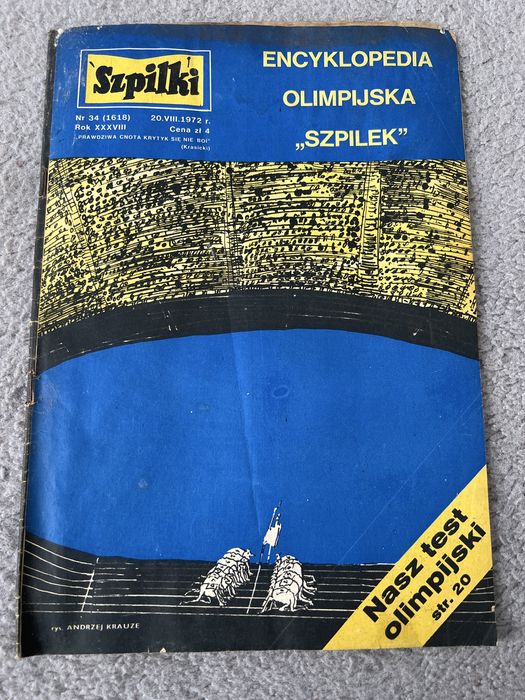 Szpilki
Nr 34 (1618) 20.VIII.1972 r.
Rok XXXVIII Cena zł 4
„PRAWDZIWA CNOTA KRYTYK SIĘ NIE BOI"
(Krasicki)
ENCYKLOPEDIA
OLIMPIJSKA
„SZPILEK"
Nasz test
olimpijski
str. 20
rys. ANDRZEJ KRAUZE